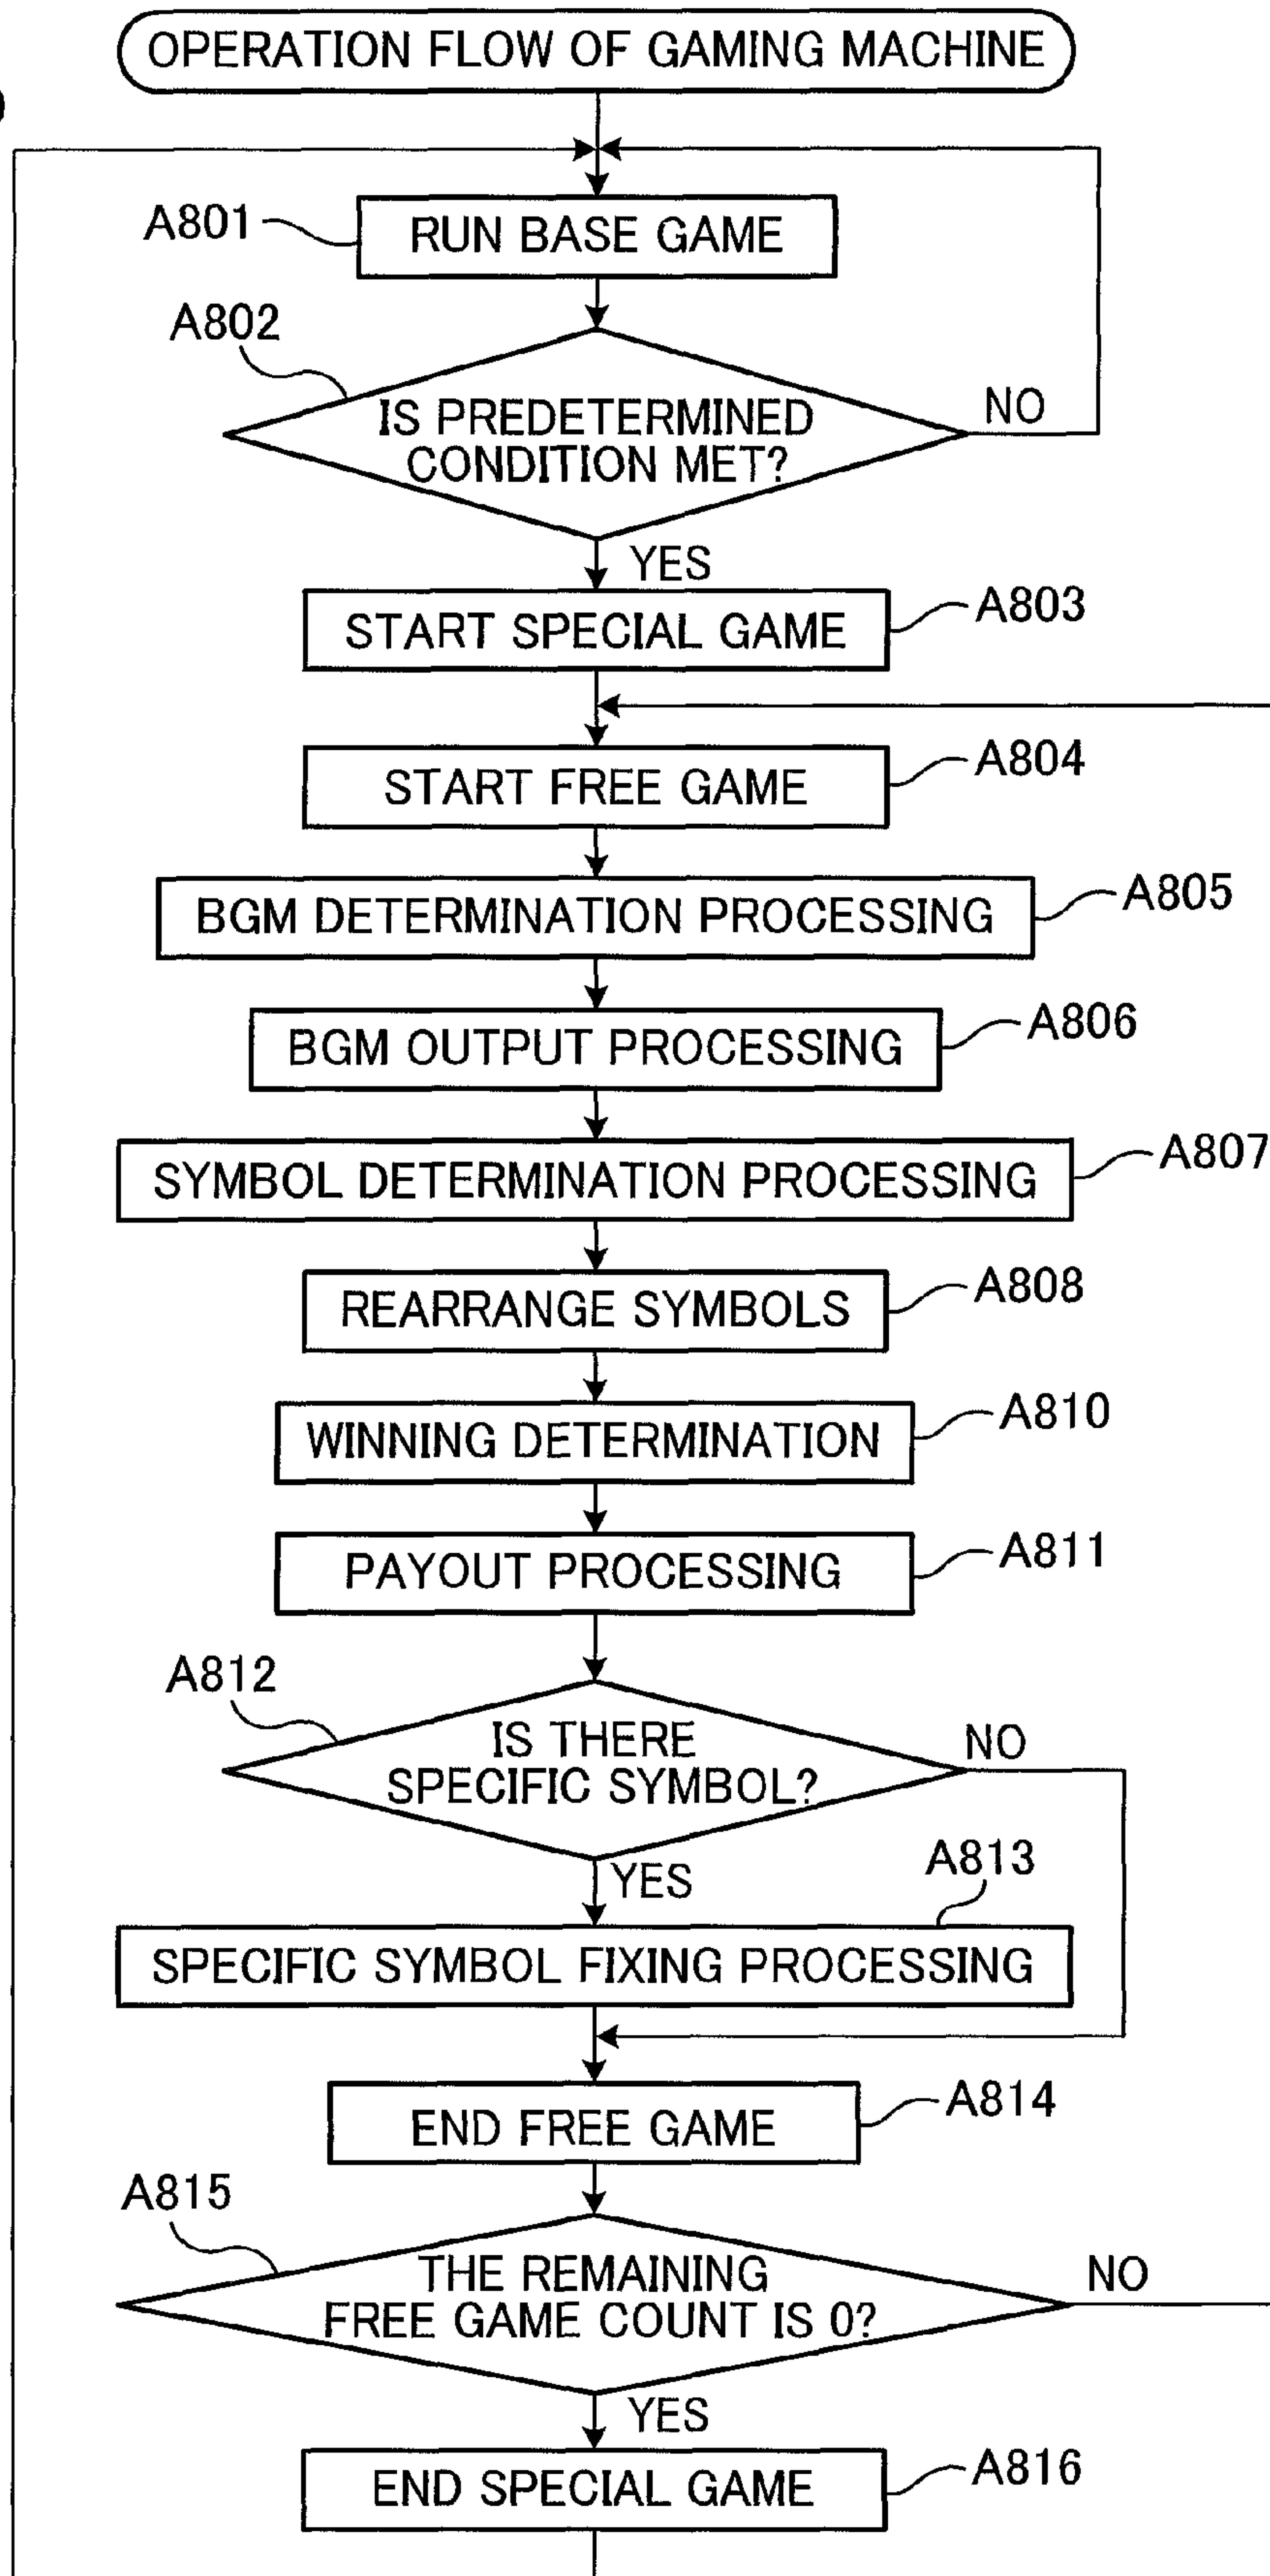 OPERATION FLOW OF GAMING MACHINE
A801
RUN BASE GAME
A802
IS PREDETERMINED
CONDITION MET?
NO
YES
START SPECIAL GAME
A803
START FREE GAME
A804
BGM DETERMINATION PROCESSING
A805
BGM OUTPUT PROCESSING
A806
SYMBOL DETERMINATION PROCESSING
A807
REARRANGE SYMBOLS
A808
WINNING DETERMINATION
A810
PAYOUT PROCESSING
A811
A812
IS THERE
SPECIFIC SYMBOL?
NO
YES
A813
SPECIFIC SYMBOL FIXING PROCESSING
END FREE GAME
A814
A815
THE REMAINING
FREE GAME COUNT IS 0?
NO
YES
END SPECIAL GAME
A816